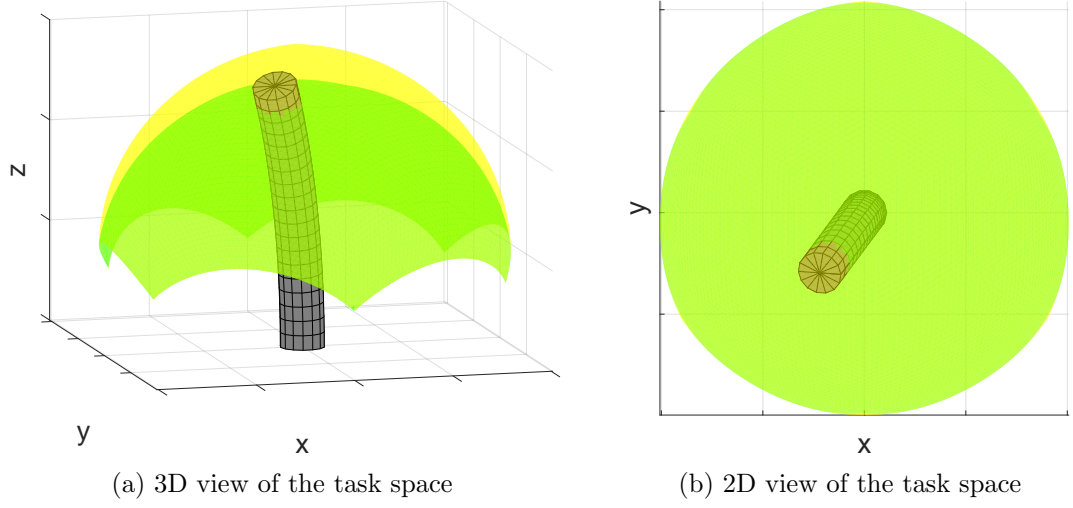 z
y
x
(a) 3D view of the task space
y
x
(b) 2D view of the task space